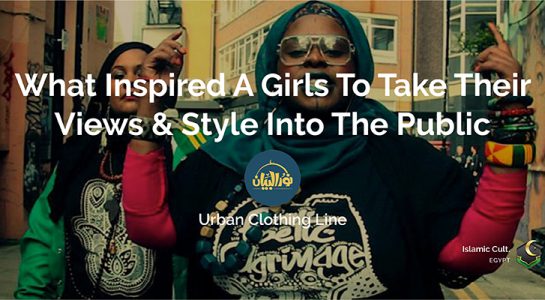 What Inspired A Girls To Take Their
Views & Style Into The Public
نور البيان
Urban Clothing Line
Islamic Cult.
EGYPT